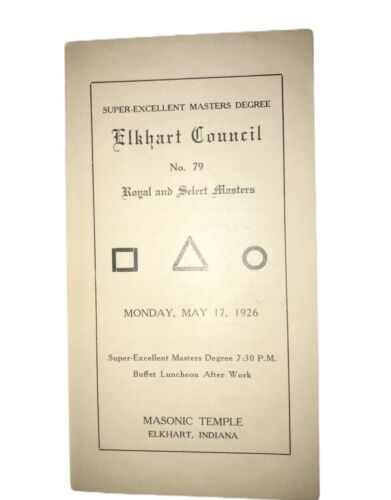 SUPER-EXCELLENT MASTERS DEGREE
Elkhart Council
No. 79
Royal and Select Masters
MONDAY, MAY 17, 1926
Super-Excellent Masters Degree 7:30 P.M.
Buffet Luncheon After Work
MASONIC TEMPLE
ELKHART, INDIANA